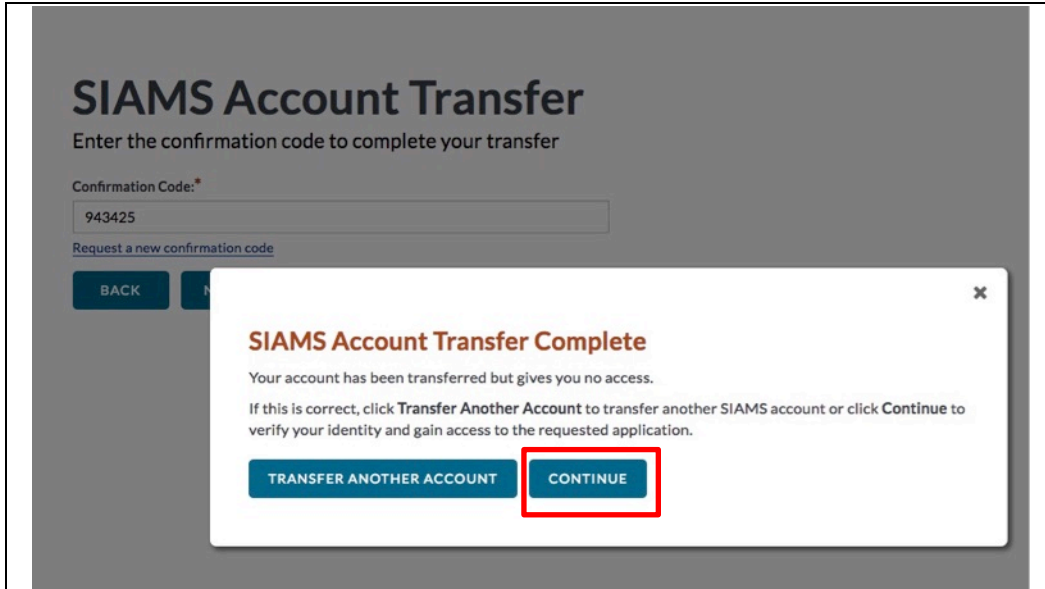 SIAMS Account Transfer
Enter the confirmation code to complete your transfer
Confirmation Code:*
943425
Request a new confirmation code
BACK
SIAMS Account Transfer Complete
Your account has been transferred but gives you no access.
If this is correct, click Transfer Another Account to transfer another SIAMS account or click Continue to
verify your identity and gain access to the requested application.
TRANSFER ANOTHER ACCOUNT
CONTINUE